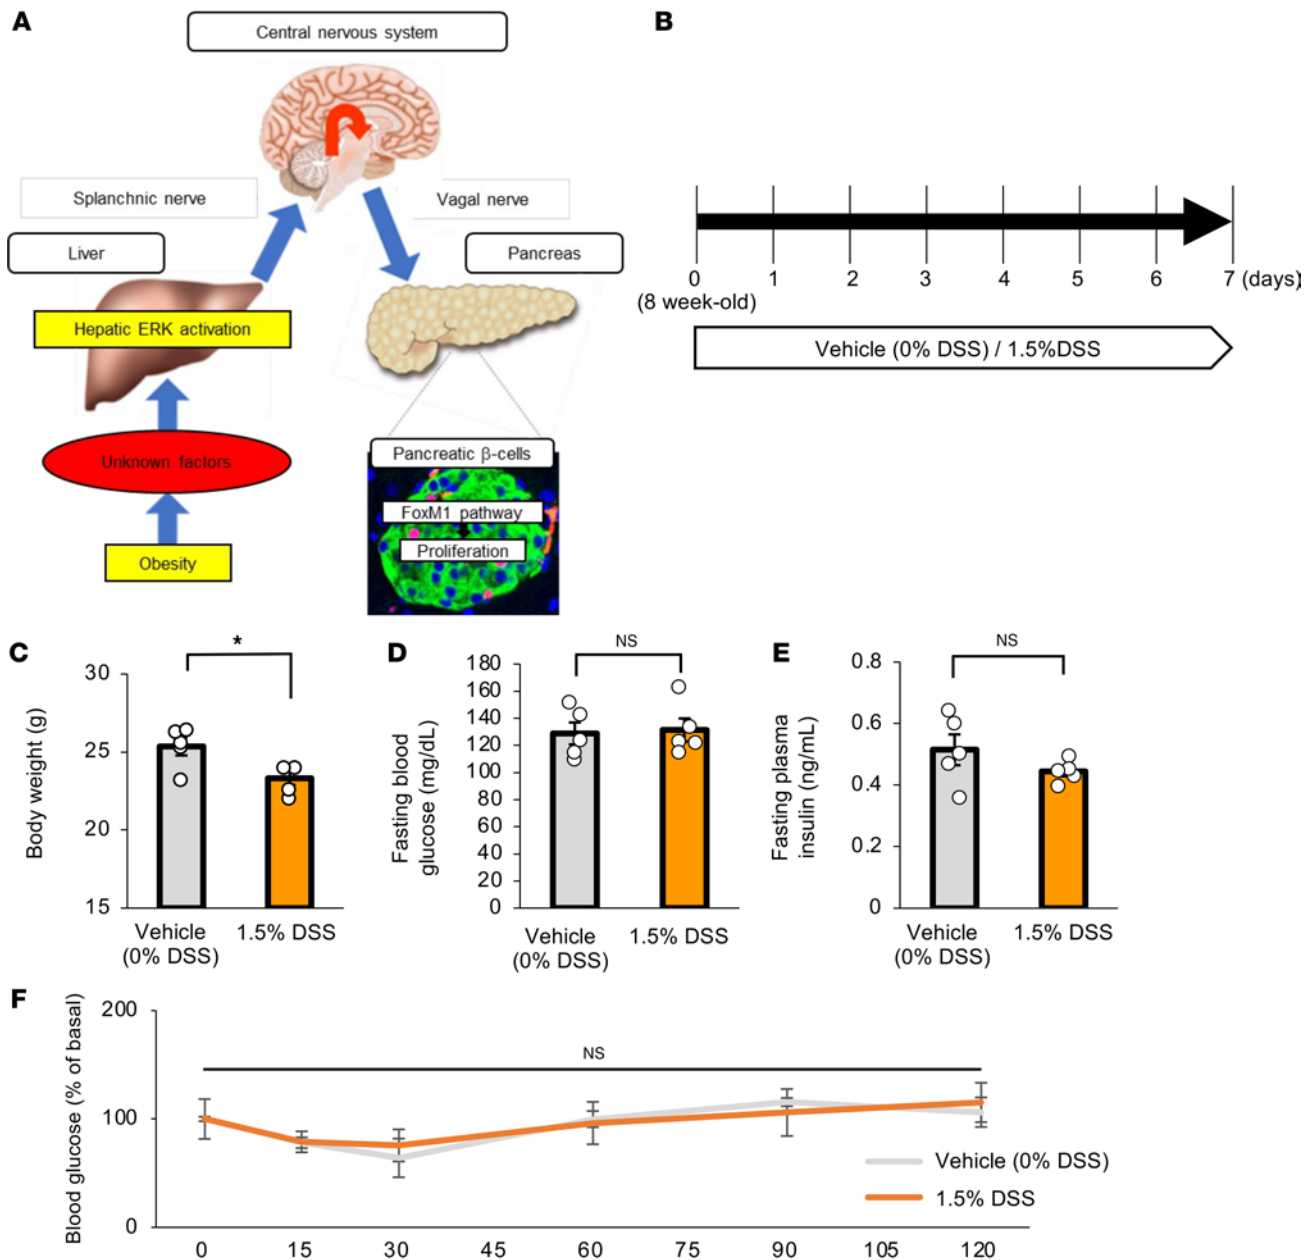 A
Central nervous system
Splanchnic nerve
Vagal nerve
Liver
Pancreas
Hepatic ERK activation
Unknown factors
Obesity
Pancreatic β-cells
FoxM1 pathway
Proliferation
B
0 1 2 3 4 5 6 7 (days)
(8 week-old)
Vehicle (0% DSS) / 1.5%DSS
C
*
Body weight (g)
30
25
20
15
Vehicle
(0% DSS)
1.5% DSS
D
NS
Fasting blood
glucose (mg/dL)
180
160
140
120
100
80
60
40
20
0
Vehicle
(0% DSS)
1.5% DSS
E
NS
Fasting plasma
insulin (ng/mL)
0.8
0.6
0.4
0.2
0
Vehicle
(0% DSS)
1.5% DSS
F
Blood glucose (% of basal)
200
100
0
NS
Vehicle (0% DSS)
1.5% DSS
0 15 30 45 60 75 90 105 120